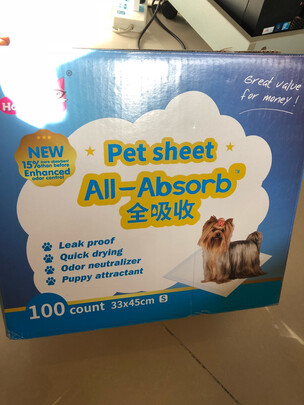 Great value
for money!
NEW
15% more absorbent
than before
Enhanced
odor control
Pet sheet
All-Absorb
全吸收
Leak proof
Quick drying
Odor neutralizer
Puppy attractant
100 count 33x45cm S